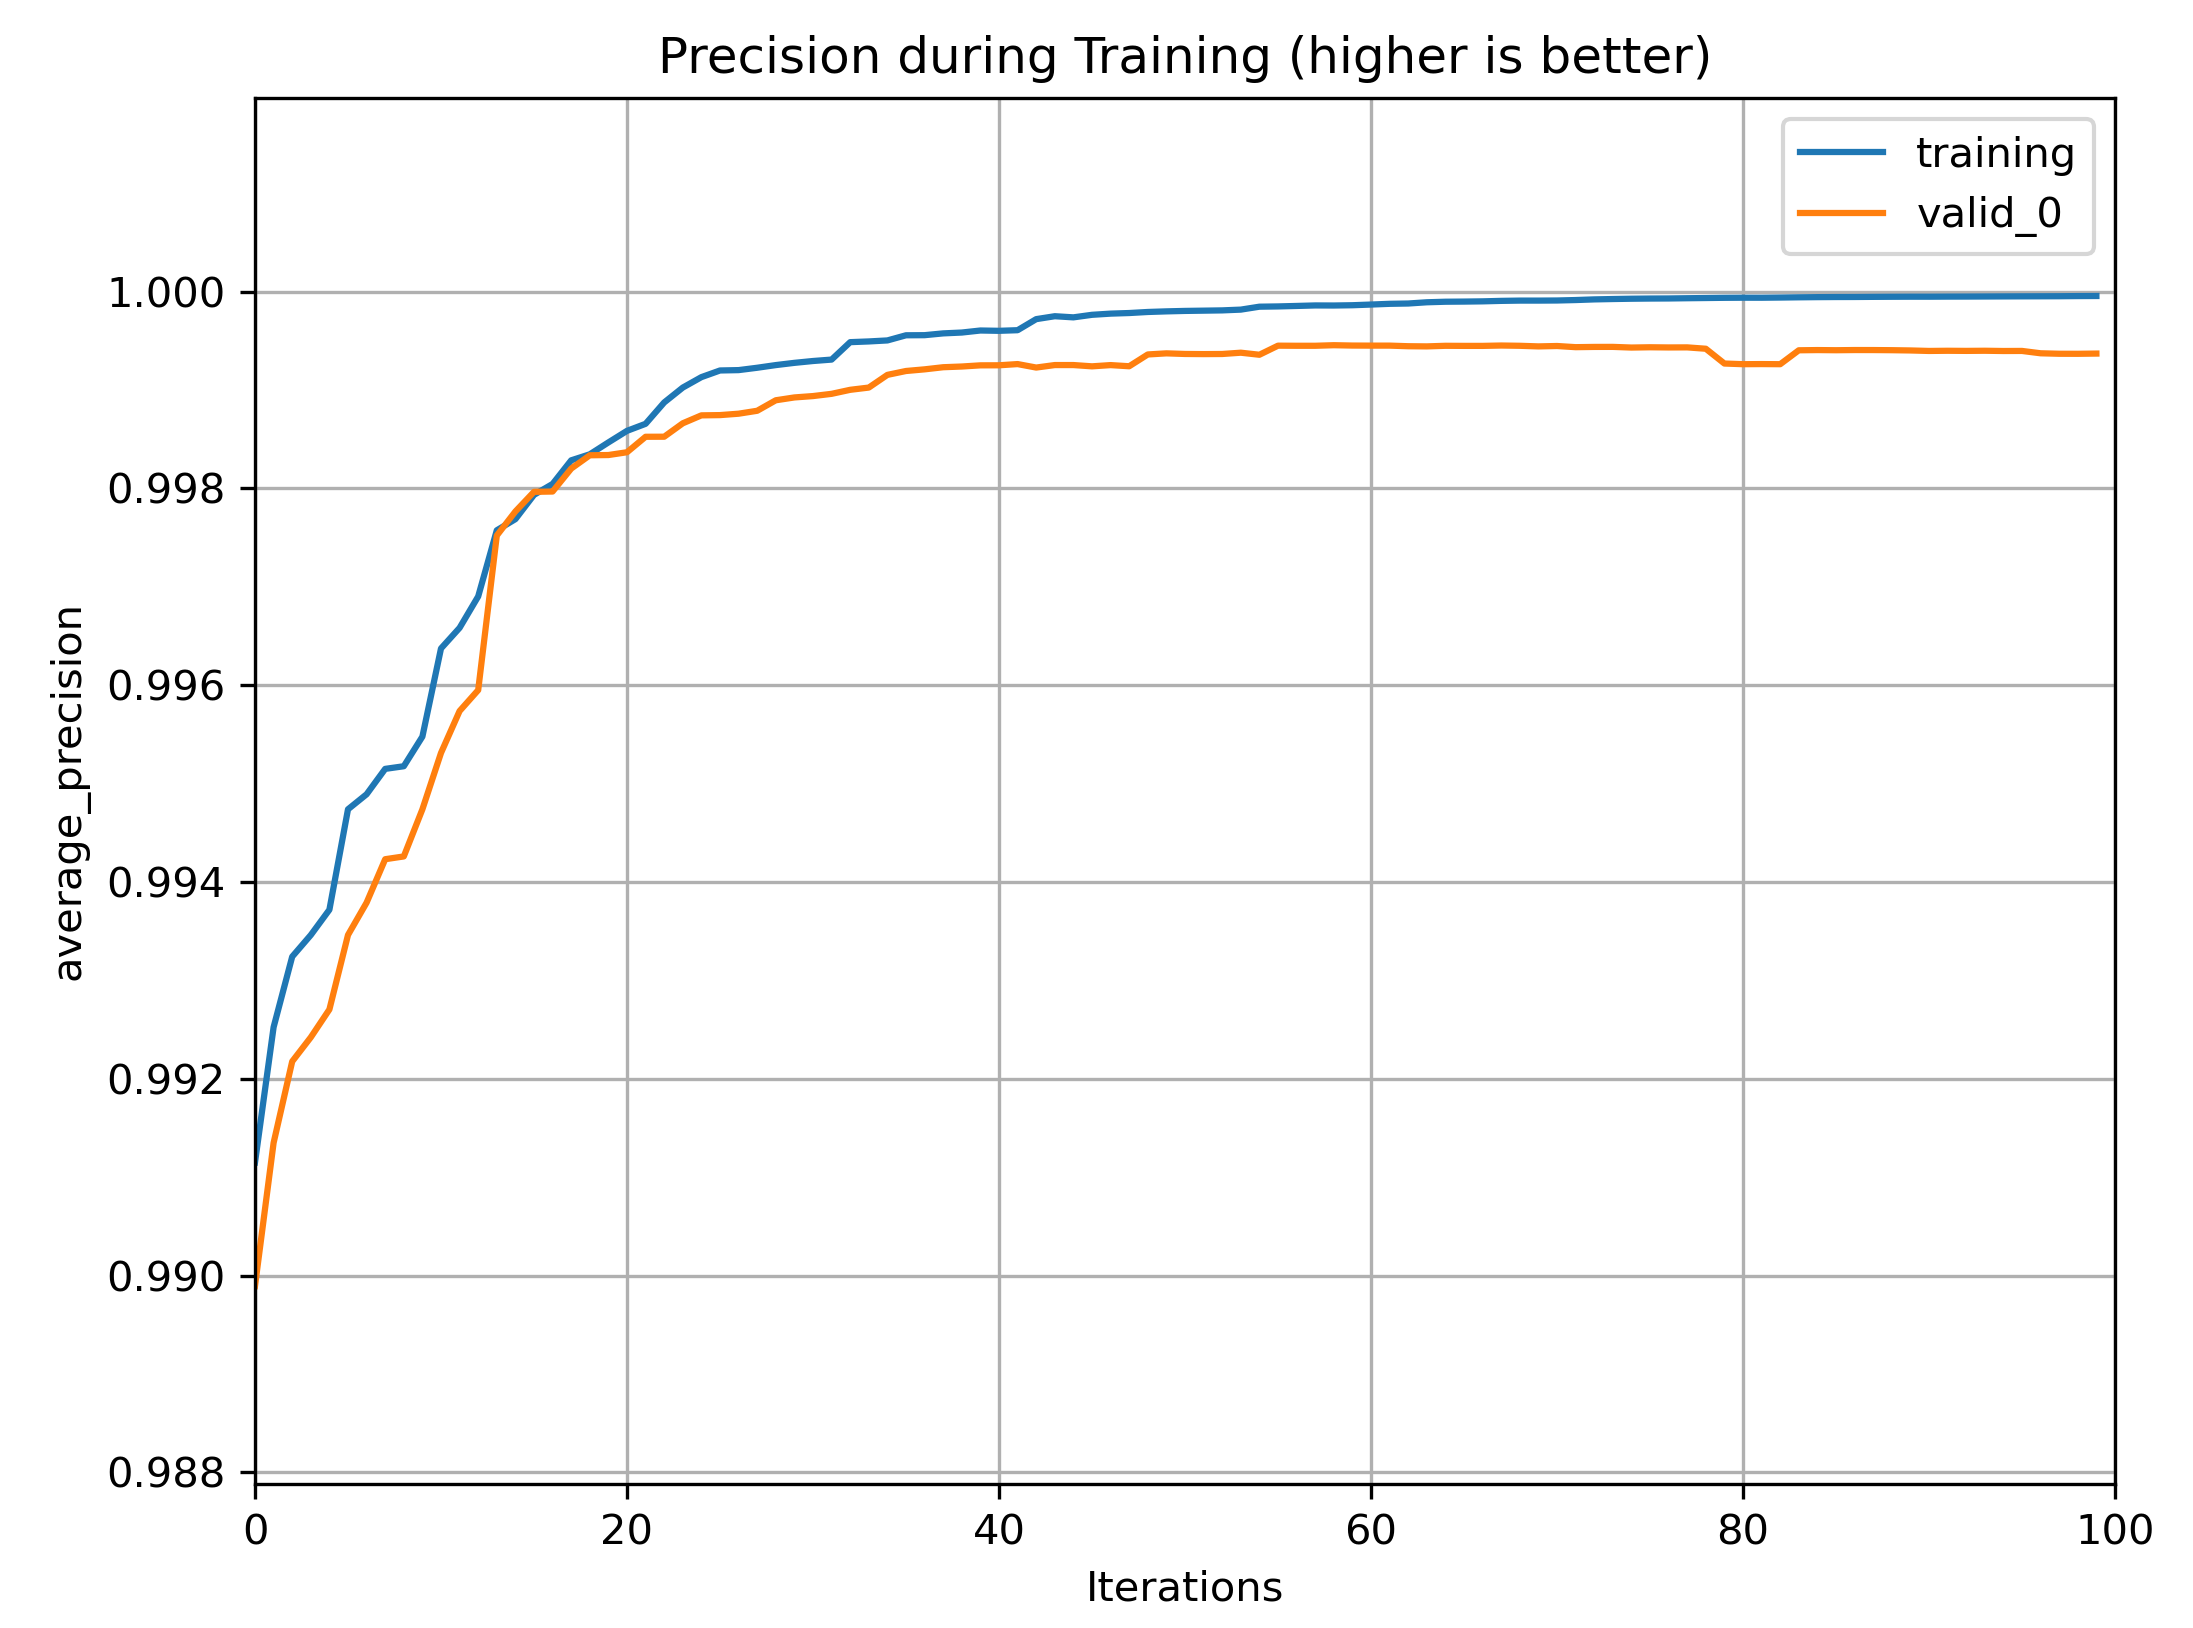 Precision during Training (higher is better)
training
valid_0
1.000
0.998
0.996
0.994
0.992
0.990
0.988
average_precision
0 20 40 60 80 100
Iterations